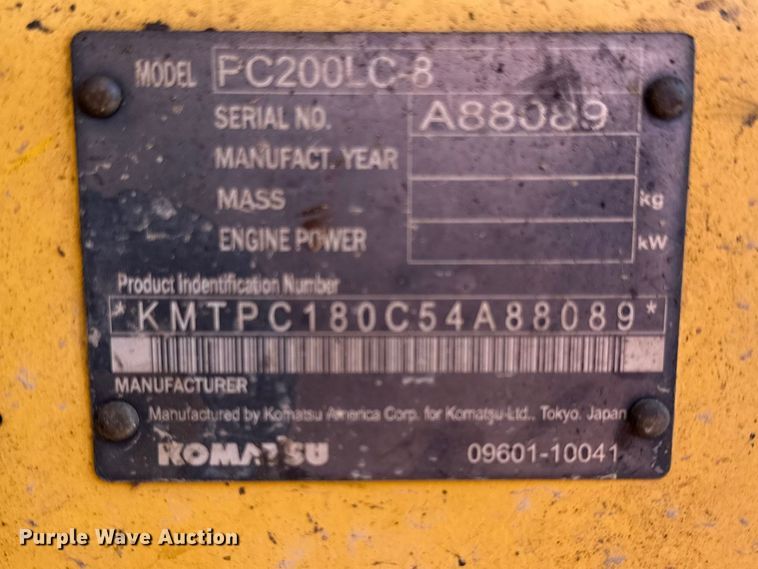 MODEL PC200LC-8
SERIAL NO. A88089
MANUFACT. YEAR
MASS kg
ENGINE POWER kW
Product Indentification Number
*KMTPC180C54A88089*
MANUFACTURER
Manufactured by Komatsu America Corp. for Komatsu Ltd., Tokyo. Japan
KOMATSU 09601-10041
Purple Wave Auction